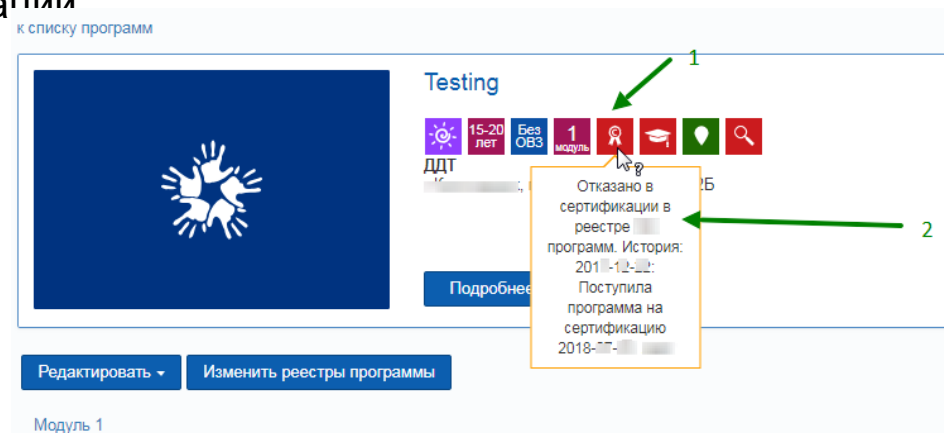 к списку программ
1
Testing
15-20 лет
Без ОВЗ
1 модуль
ДДТ
2Б
Отказано в
сертификации в
реестре
программ. История:
Поступила
программа на
сертификацию
2
Подробнее
Редактировать
Изменить реестры программы
Модуль 1